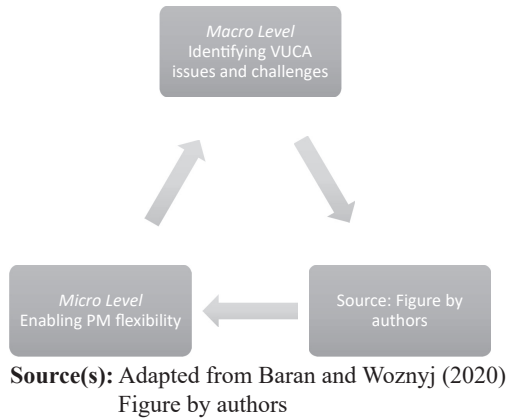 Macro Level
Identifying VUCA
issues and challenges
Micro Level
Enabling PM flexibility
Source: Figure by
authors
Source(s): Adapted from Baran and Woznyj (2020)
Figure by authors